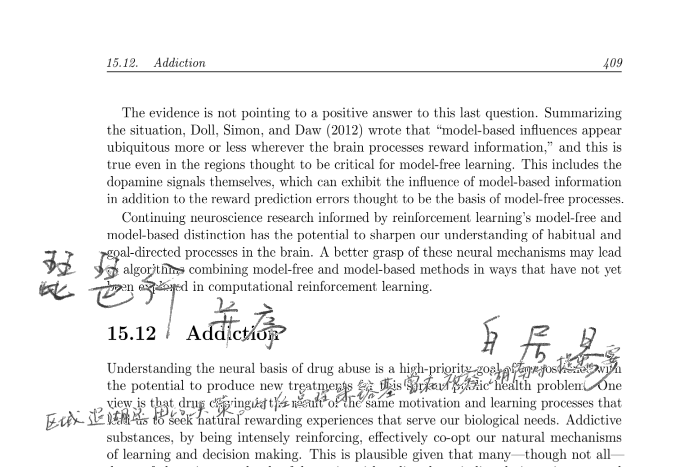 15.12. Addiction 409
The evidence is not pointing to a positive answer to this last question. Summarizing
the situation, Doll, Simon, and Daw (2012) wrote that “model-based influences appear
ubiquitous more or less wherever the brain processes reward information,” and this is
true even in the regions thought to be critical for model-free learning. This includes the
dopamine signals themselves, which can exhibit the influence of model-based information
in addition to the reward prediction errors thought to be the basis of model-free processes.
Continuing neuroscience research informed by reinforcement learning's model-free and
model-based distinction has the potential to sharpen our understanding of habitual and
goal-directed processes in the brain. A better grasp of these neural mechanisms may lead
algorithms combining model-free and model-based methods in ways that have not yet
been explored in computational reinforcement learning.
琵琶行 并序
15.12 Addiction
自居易
Understanding the neural basis of drug abuse is a high-priority goal of with
the potential to produce new treatments this health problem. One
view is that drug craving is the result of the same motivation and learning processes that
us to seek natural rewarding experiences that serve our biological needs. Addictive
区域
substances, by being intensely reinforcing, effectively co-opt our natural mechanisms
of learning and decision making. This is plausible given that many—though not all—